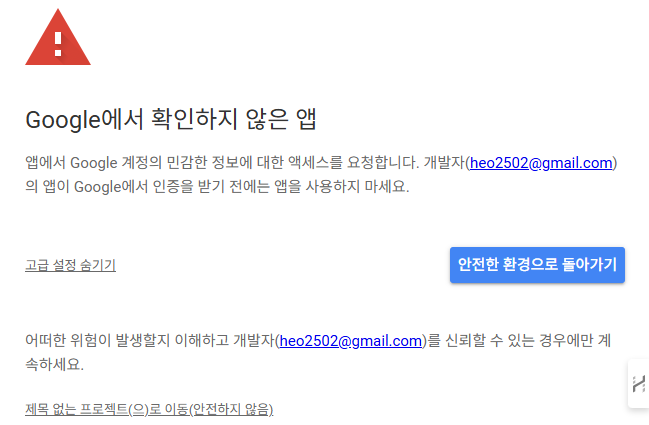 Google에서 확인하지 않은 앱
앱에서 Google 계정의 민감한 정보에 대한 액세스를 요청합니다. 개발자(heo2502@gmail.com)
의 앱이 Google에서 인증을 받기 전에는 앱을 사용하지 마세요.
고급 설정 숨기기
안전한 환경으로 돌아가기
어떠한 위험이 발생할지 이해하고 개발자(heo2502@gmail.com)를 신뢰할 수 있는 경우에만 계
속하세요.
제목 없는 프로젝트(으)로 이동(안전하지 않음)